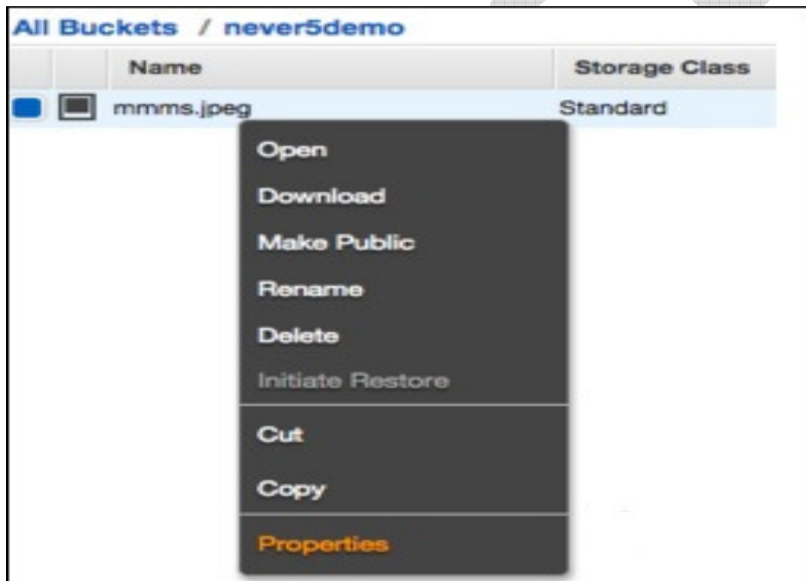 All Buckets / never5demo
Name Storage Class
mmms.jpeg Standard
Open
Download
Make Public
Rename
Delete
Initiate Restore
Cut
Copy
Properties